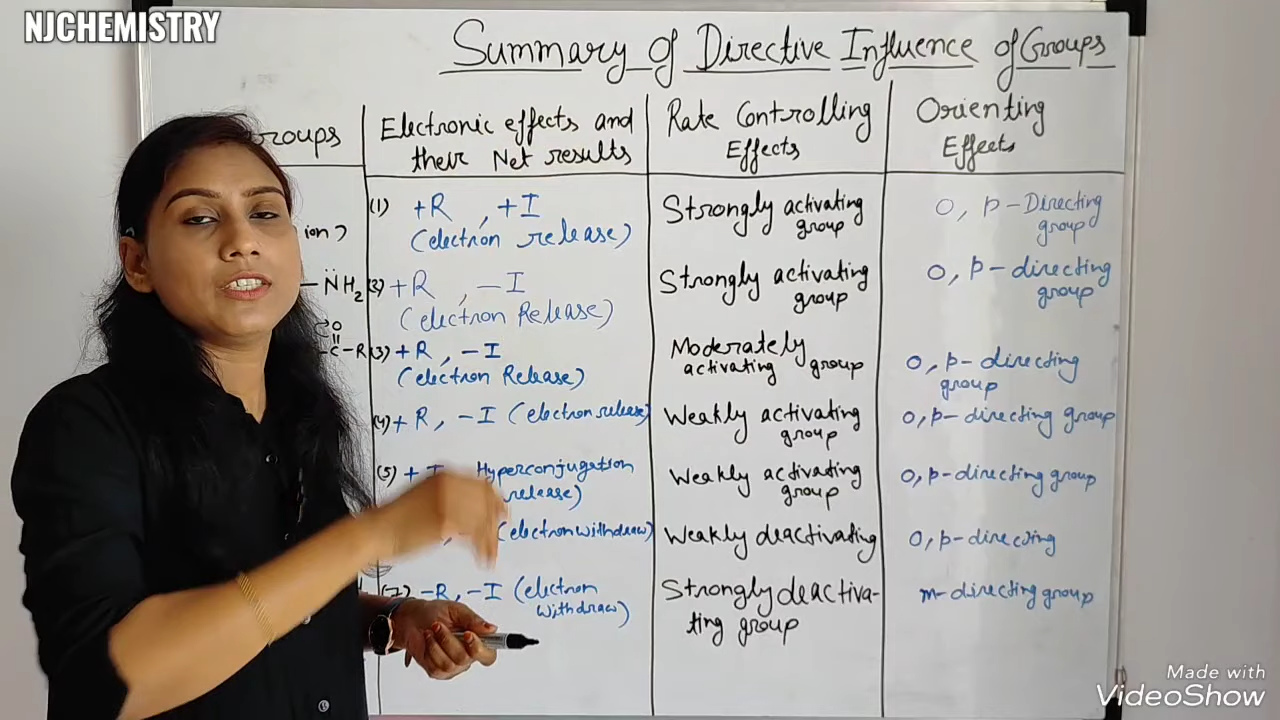 NJCHEMISTRY
Summary of Directive Influence of Groups
Groups
Electronic effects and
their Net results
Rate Controlling
Effects
Orienting
Effects
ion)
(1) +R , +I
(electron release)
Strongly activating
group
O, p-Directing
group
-N̈H2
(2) +R , -I
(electron Release)
Strongly activating
group
O, p-directing
group
O
-C-R
(3) +R , -I
(electron Release)
Moderately
activating group
O, p-directing
group
(4) +R, -I (electron release)
Weakly activating
group
O, p-directing group
(5) + I Hyperconjugation
release)
Weakly activating
group
O, p-directing group
(electron withdraw)
Weakly deactivating
O, p-directing
(7) -R, -I (electron
withdraw)
Strongly deactiva-
ting group
m-directing group
Made with
VideoShow